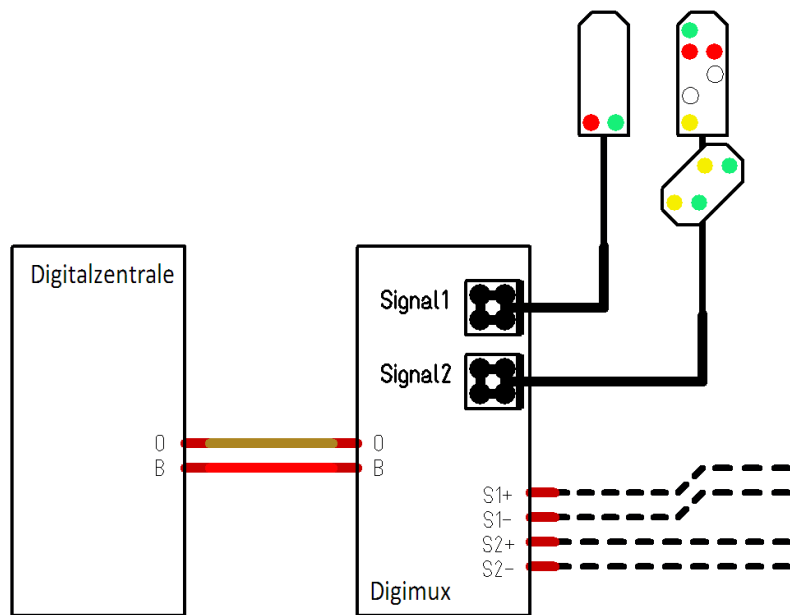 Digitalzentrale
Signal1
Signal2
0 0
B B
S1+
S1-
S2+
S2-
Digimux